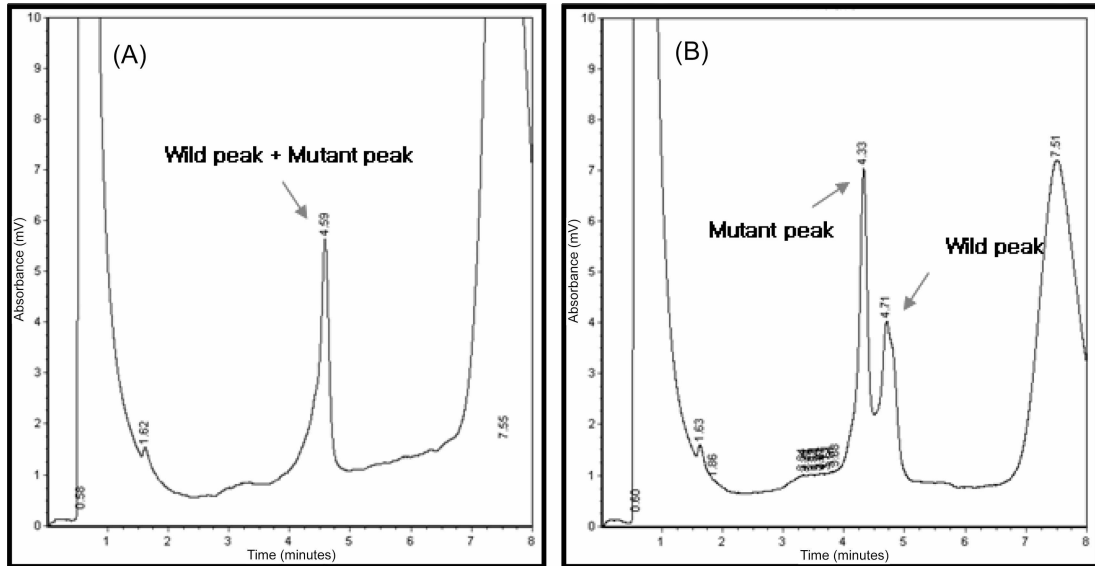 (A)
Wild peak + Mutant peak
Absorbance (mV)
10
9
8
7
6
5
4
3
2
1
0
0.58
1.62
4.59
7.55
1 2 3 4 5 6 7 8
Time (minutes)
(B)
Mutant peak
Wild peak
Absorbance (mV)
10
9
8
7
6
5
4
3
2
1
0
0.60
1.63
1.86
4.33
4.71
7.51
1 2 3 4 5 6 7 8
Time (minutes)